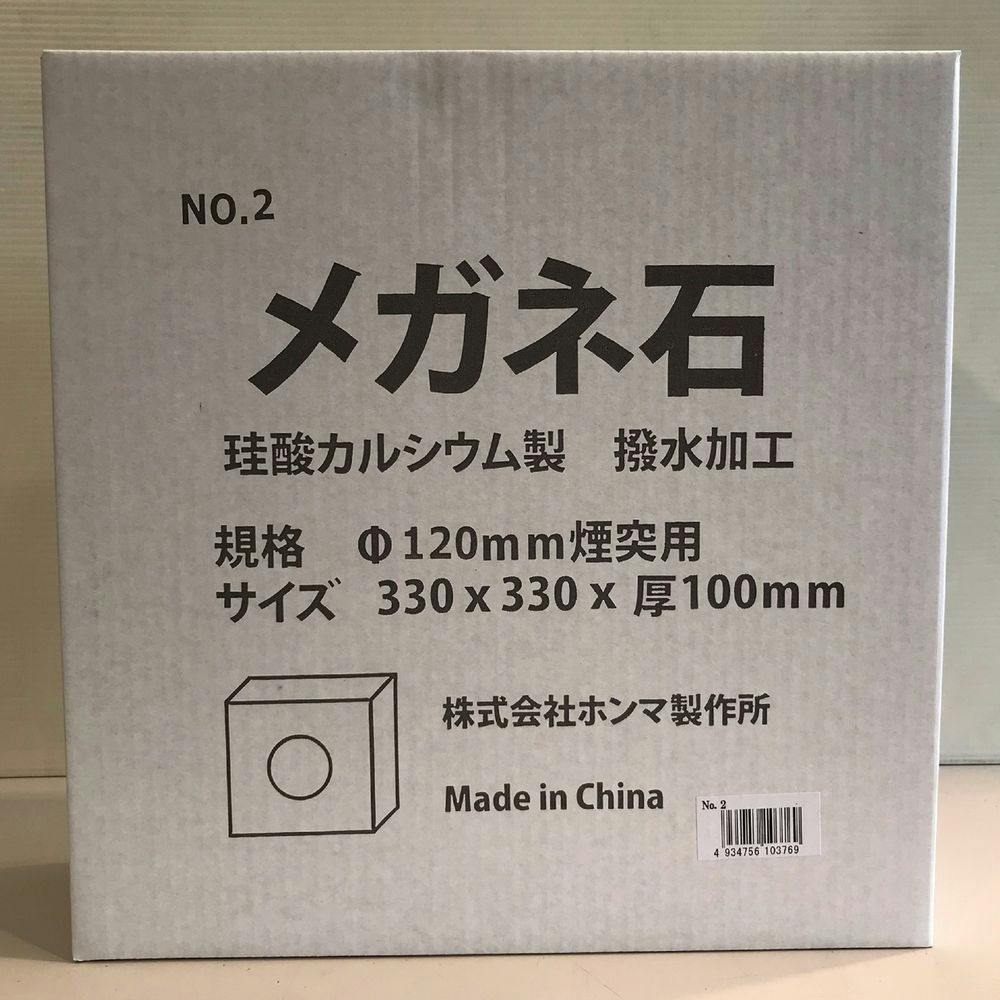 NO.2
メガネ石
珪酸カルシウム製　撥水加工
規格　Φ120mm煙突用
サイズ　330 x 330 x 厚100mm
株式会社ホンマ製作所
Made in China
No. 2
4 934756 103769